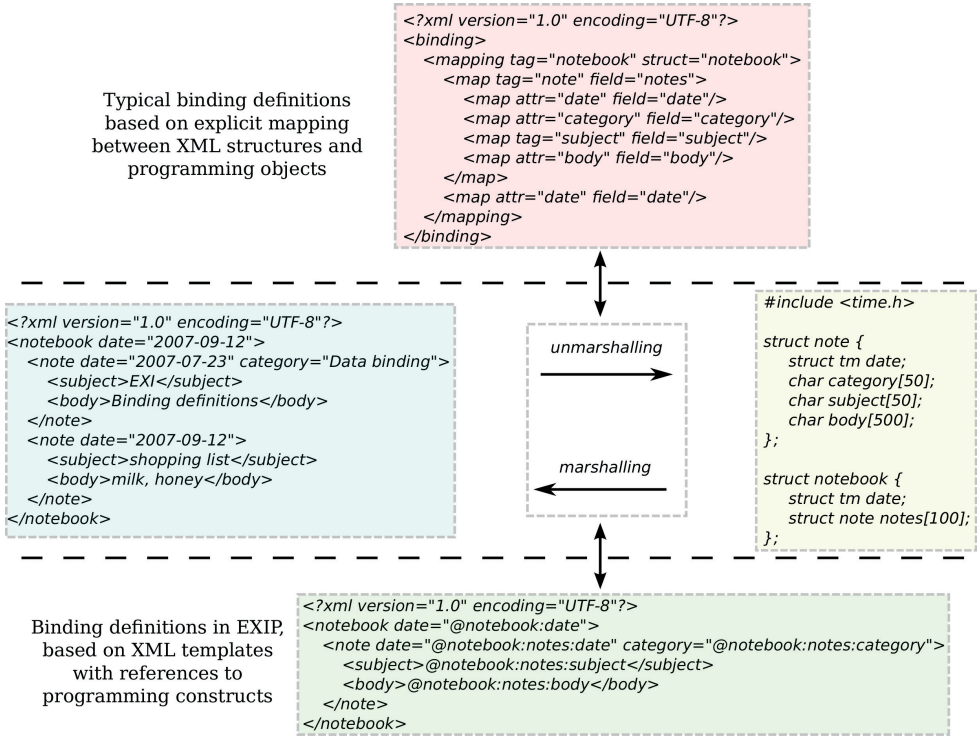 <?xml version="1.0" encoding="UTF-8"?>
<binding>
<mapping tag="notebook" struct="notebook">
<map tag="note" field="notes">
<map attr="date" field="date"/>
<map attr="category" field="category"/>
<map tag="subject" field="subject"/>
<map attr="body" field="body"/>
</map>
<map attr="date" field="date"/>
</mapping>
</binding>
Typical binding definitions
based on explicit mapping
between XML structures and
programming objects
<?xml version="1.0" encoding="UTF-8"?>
<notebook date="2007-09-12">
<note date="2007-07-23" category="Data binding">
<subject>EXI</subject>
<body>Binding definitions</body>
</note>
<note date="2007-09-12">
<subject>shopping list</subject>
<body>milk, honey</body>
</note>
</notebook>
unmarshalling
marshalling
#include <time.h>
struct note {
struct tm date;
char category[50];
char subject[50];
char body[500];
};
struct notebook {
struct tm date;
struct note notes[100];
};
Binding definitions in EXIP,
based on XML templates
with references to
programming constructs
<?xml version="1.0" encoding="UTF-8"?>
<notebook date="@notebook:date">
<note date="@notebook:notes:date" category="@notebook:notes:category">
<subject>@notebook:notes:subject</subject>
<body>@notebook:notes:body</body>
</note>
</notebook>